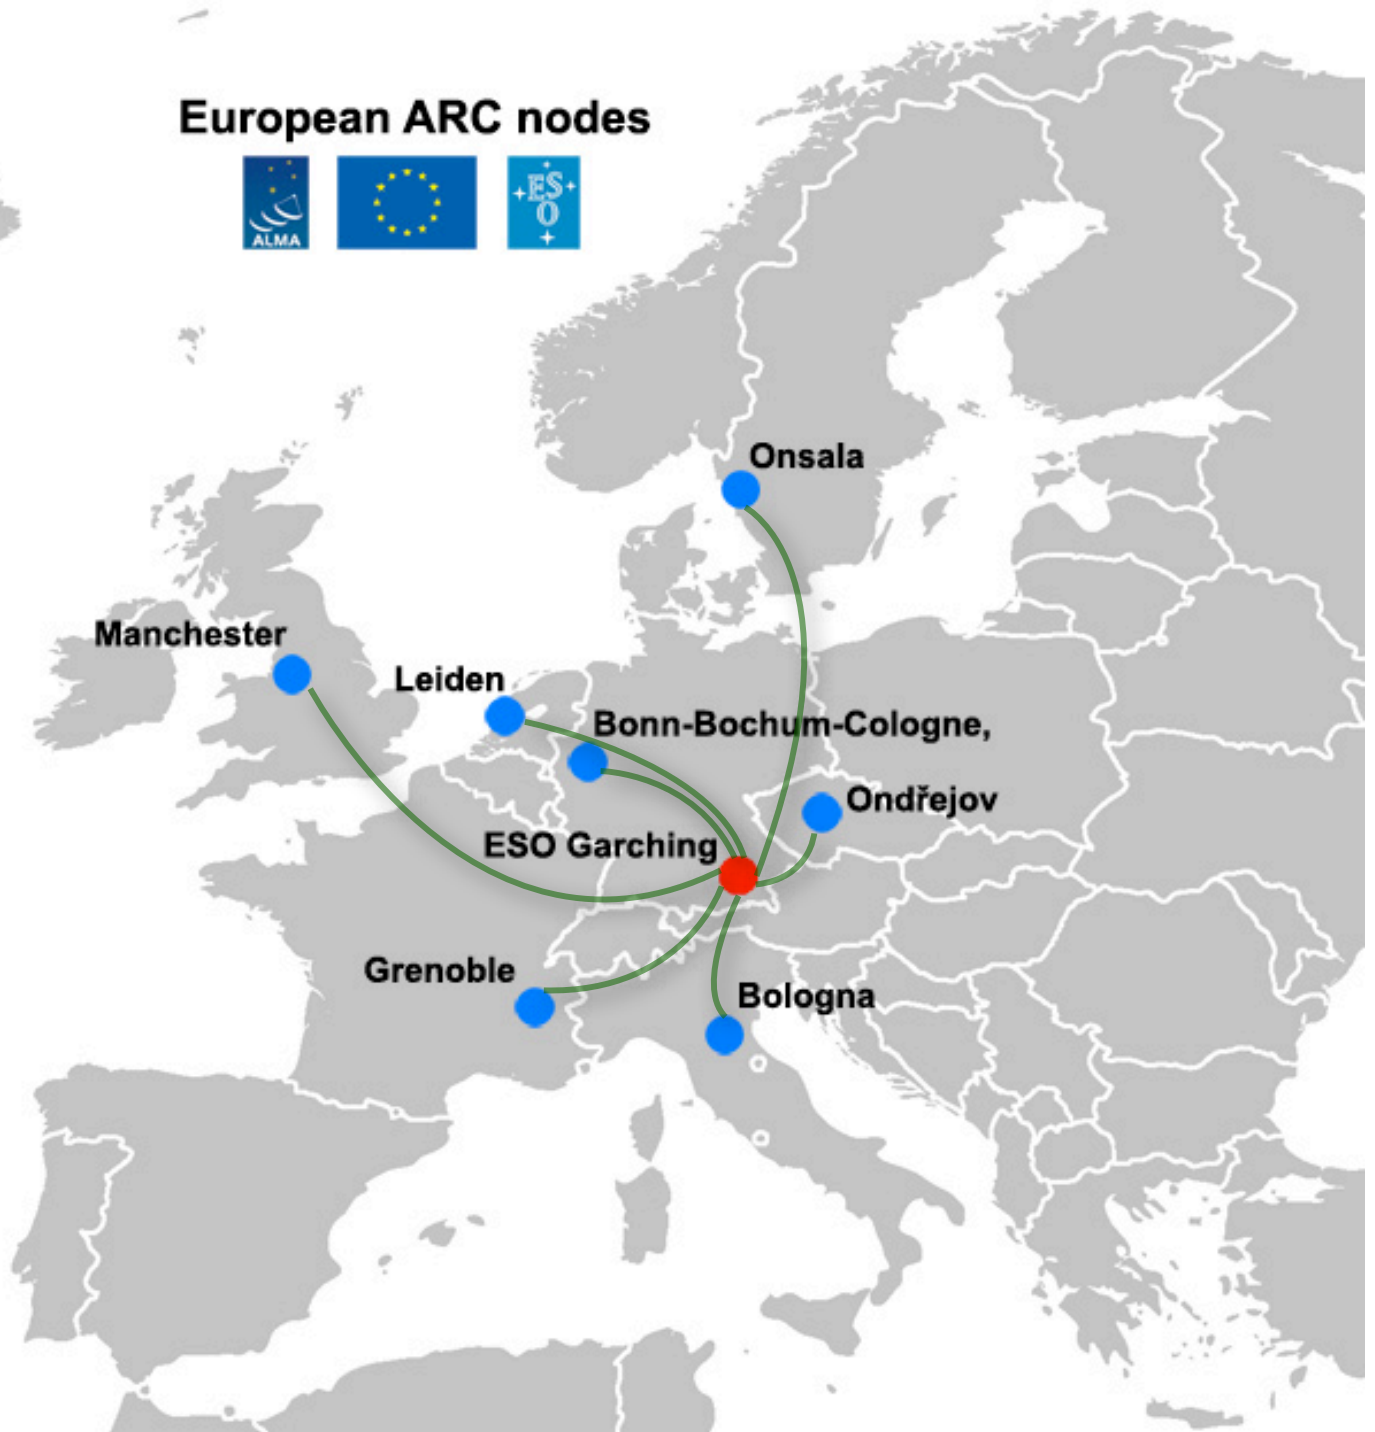 European ARC nodes
ALMA
ES
O
Onsala
Manchester
Leiden
Bonn-Bochum-Cologne,
Ondřejov
ESO Garching
Grenoble
Bologna